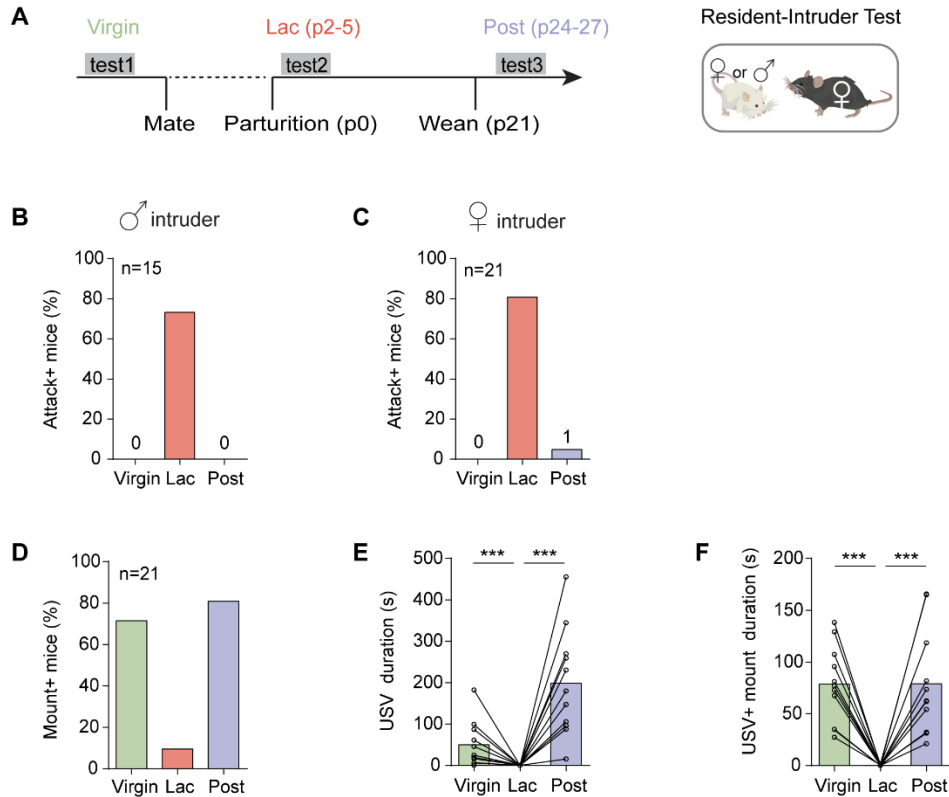 A
Virgin
Lac (p2-5)
Post (p24-27)
test1
test2
test3
Mate
Parturition (p0)
Wean (p21)
Resident-Intruder Test
♀ or ♂
♀
B
♂ intruder
n=15
Attack+ mice (%)
100
80
60
40
20
0
0
0
Virgin Lac Post
C
♀ intruder
n=21
Attack+ mice (%)
100
80
60
40
20
0
0
1
Virgin Lac Post
D
n=21
Mount+ mice (%)
100
80
60
40
20
0
Virgin Lac Post
E
*** ***
USV duration (s)
500
400
300
200
100
0
Virgin Lac Post
F
*** ***
USV+ mount duration (s)
200
150
100
50
0
Virgin Lac Post